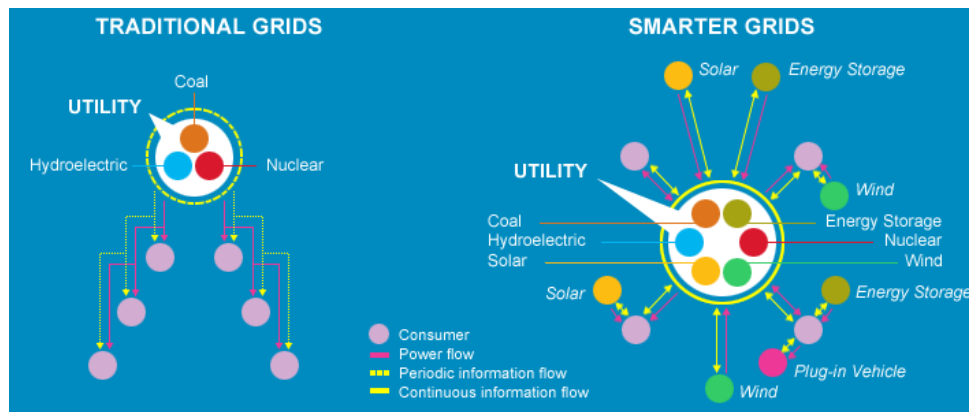 TRADITIONAL GRIDS
Coal
UTILITY
Hydroelectric
Nuclear
SMARTER GRIDS
Solar
Energy Storage
UTILITY
Wind
Coal
Energy Storage
Hydroelectric
Nuclear
Solar
Wind
Solar
Energy Storage
Plug-in Vehicle
Wind
Consumer
Power flow
Periodic information flow
Continuous information flow